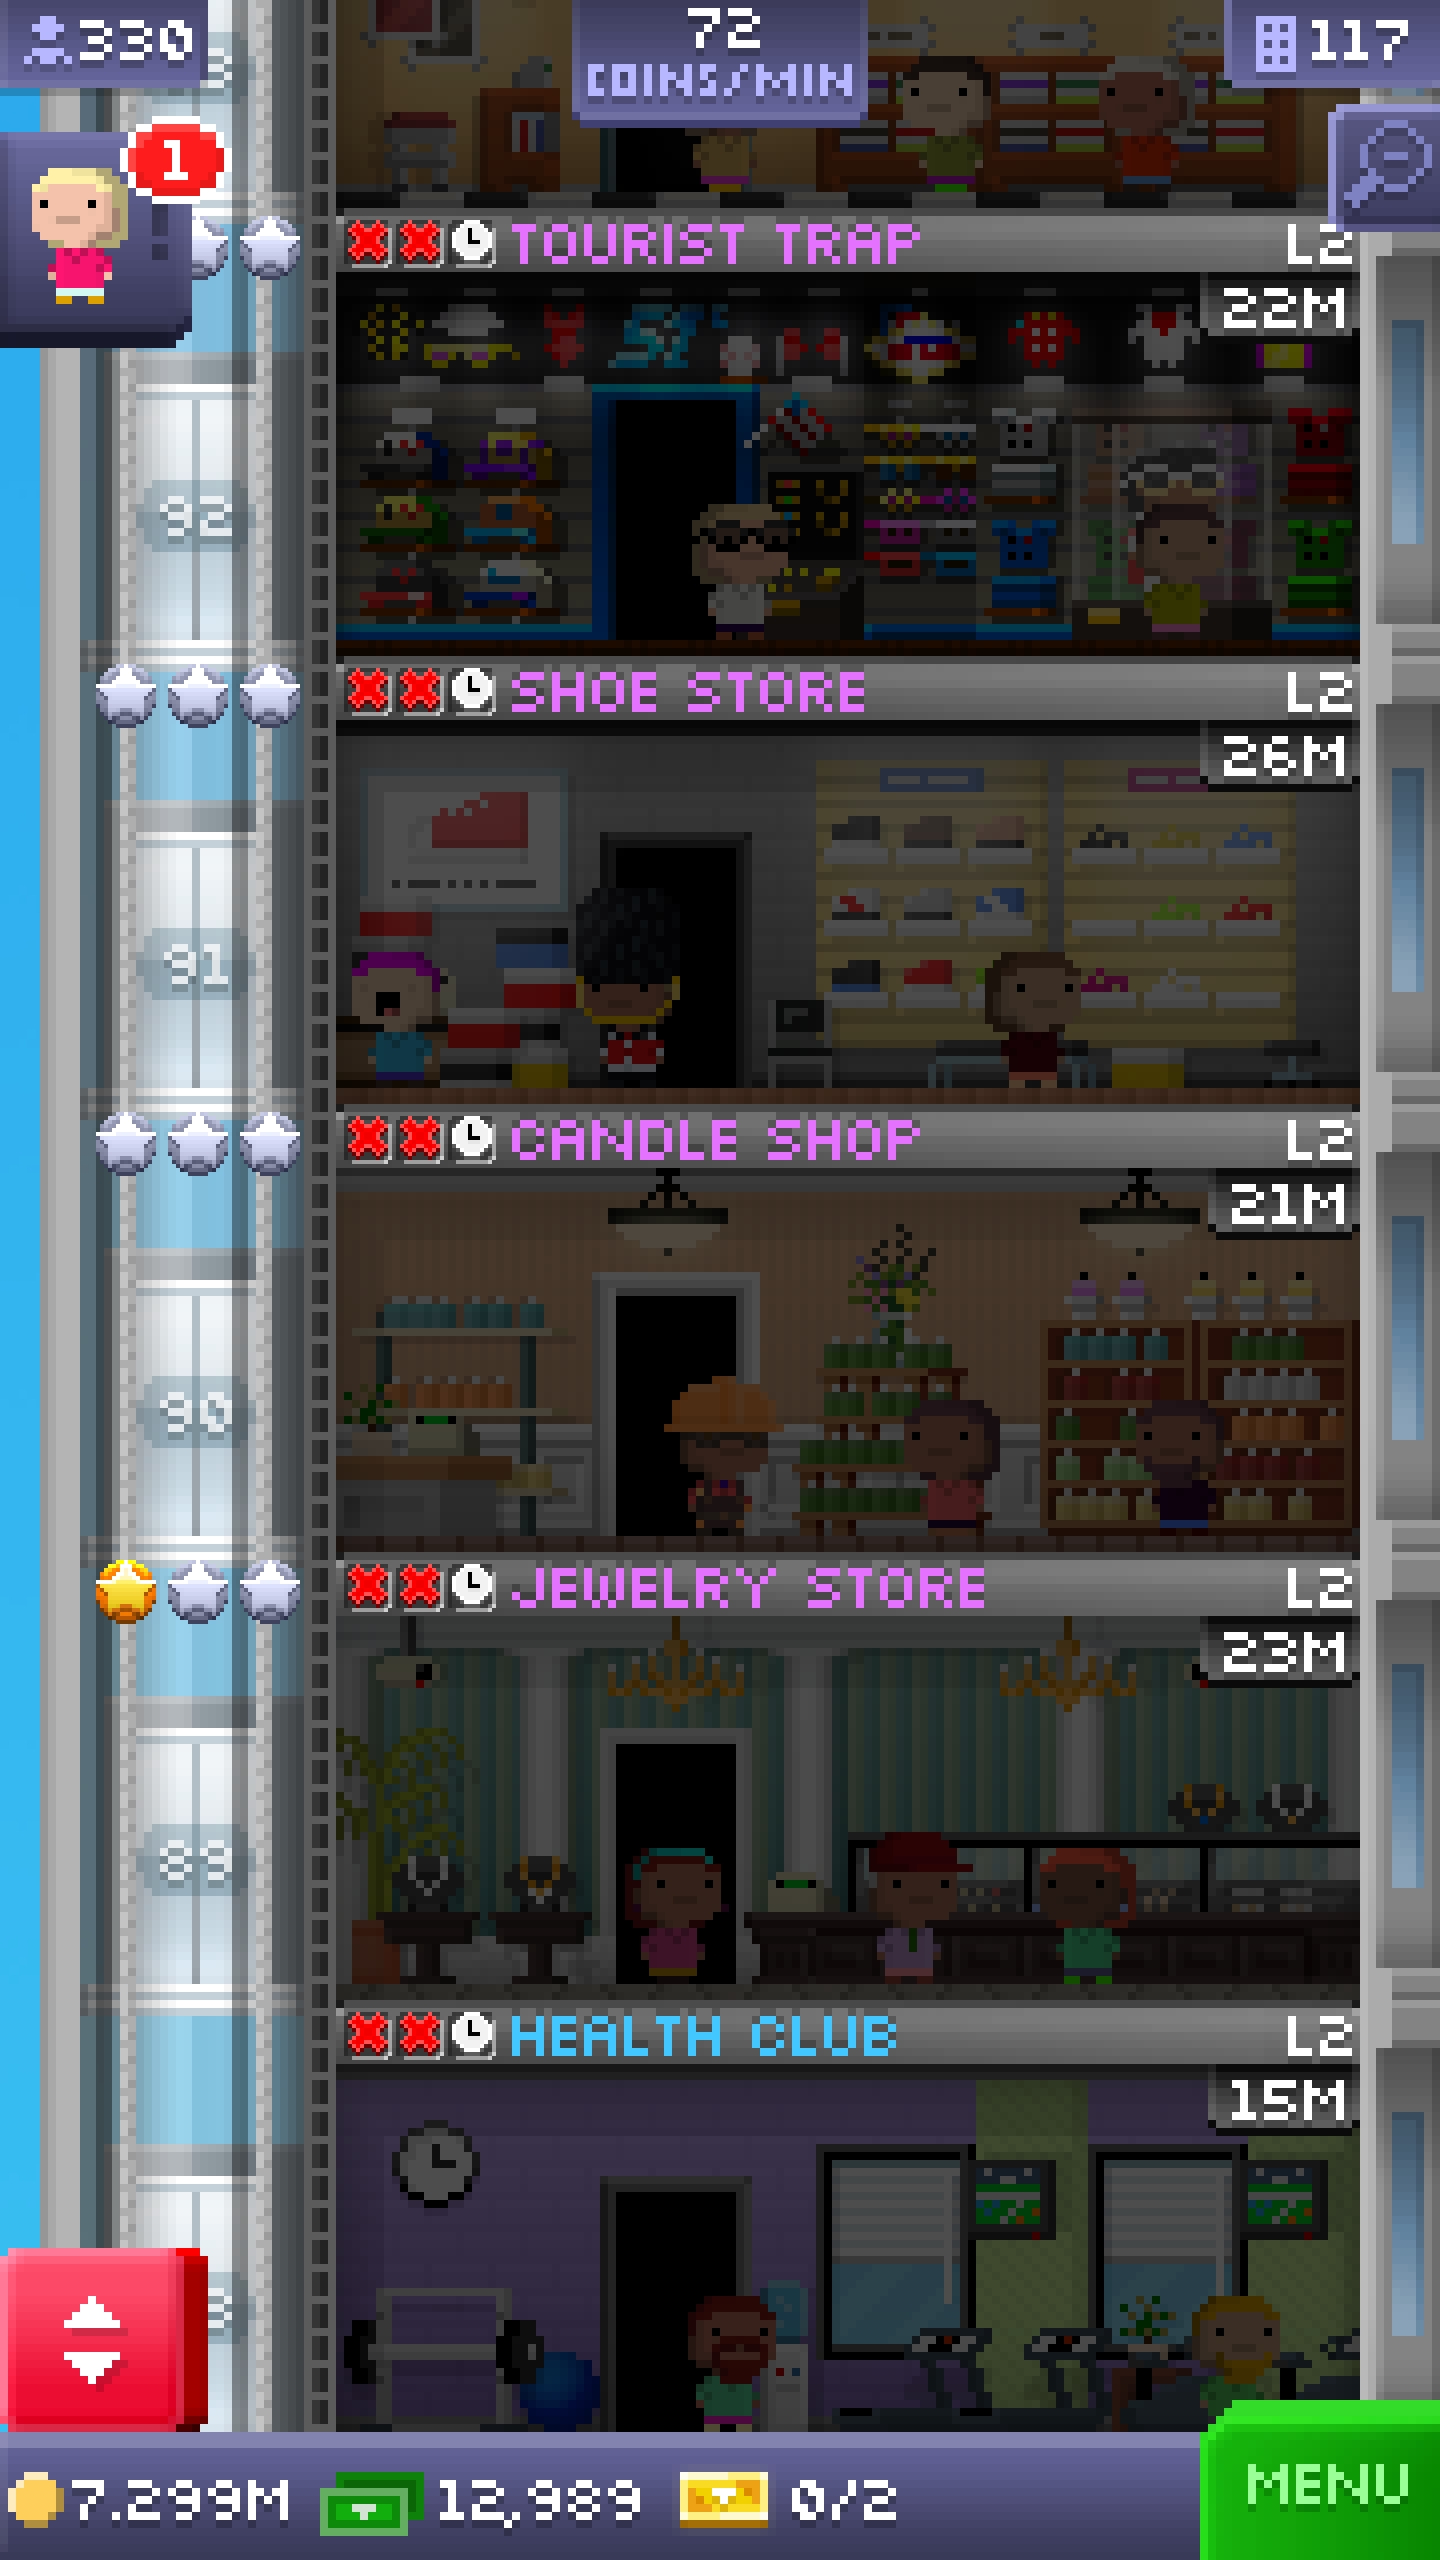 330
72
COINS/MIN
117
1
TOURIST TRAP L2
22M
92
SHOE STORE L2
26M
91
CANDLE SHOP L2
21M
90
JEWELRY STORE L2
23M
89
HEALTH CLUB L2
15M
7.299M 12,989 0/2
MENU